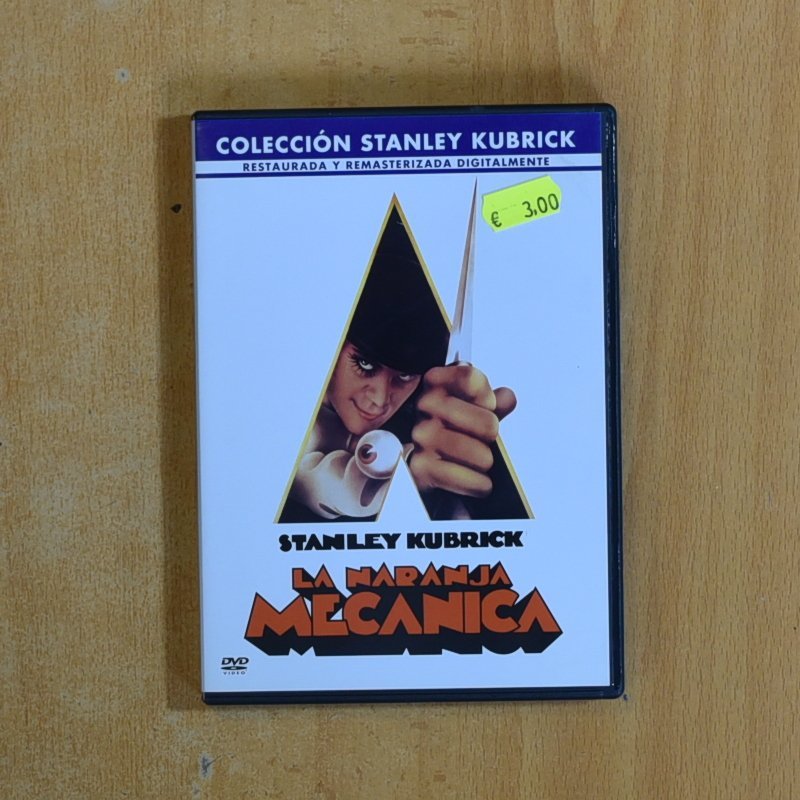 COLECCIÓN STANLEY KUBRICK
RESTAURADA Y REMASTERIZADA DIGITALMENTE
€ 3,00
STANLEY KUBRICK
LA NARANJA
MECANICA
DVD
VIDEO